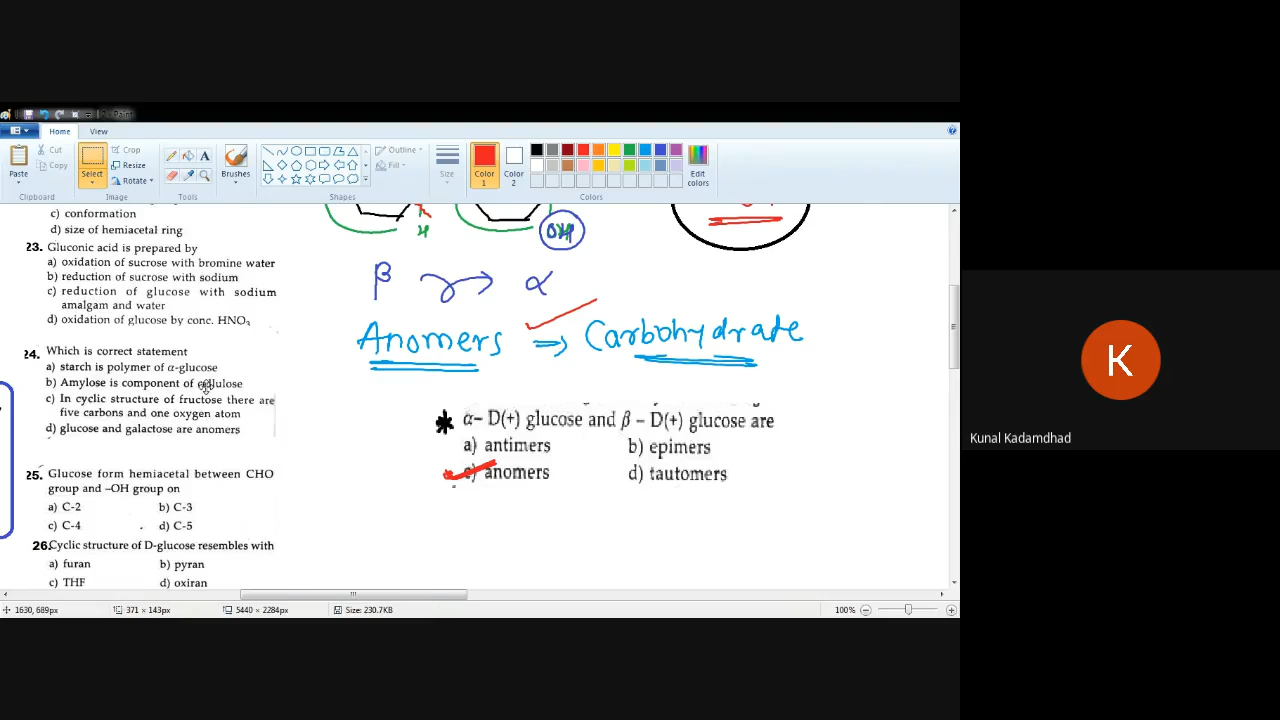 Paint
Home View
Cut
Copy
Paste
Clipboard
Select
Crop
Resize
Rotate
Image
A
Tools
Brushes
Outline
Fill
Shapes
Size
Color 1
Color 2
Edit colors
Colors
c) conformation
d) size of hemiacetal ring
23. Gluconic acid is prepared by
a) oxidation of sucrose with bromine water
b) reduction of sucrose with sodium
c) reduction of glucose with sodium
amalgam and water
d) oxidation of glucose by conc. HNO₃
24. Which is correct statement
a) starch is polymer of α-glucose
b) Amylose is component of cellulose
c) In cyclic structure of fructose there are
five carbons and one oxygen atom
d) glucose and galactose are anomers
25. Glucose form hemiacetal between CHO
group and –OH group on
a) C-2 b) C-3
c) C-4 d) C-5
26. Cyclic structure of D-glucose resembles with
a) furan b) pyran
c) THF d) oxiran
H
OH
β → α
Anomers ⇒ Carbohydrate
* α– D(+) glucose and β – D(+) glucose are
a) antimers b) epimers
c) anomers d) tautomers
1630, 689px 371 × 143px 5440 × 2284px Size: 230.7KB 100%
K
Kunal Kadamdhad